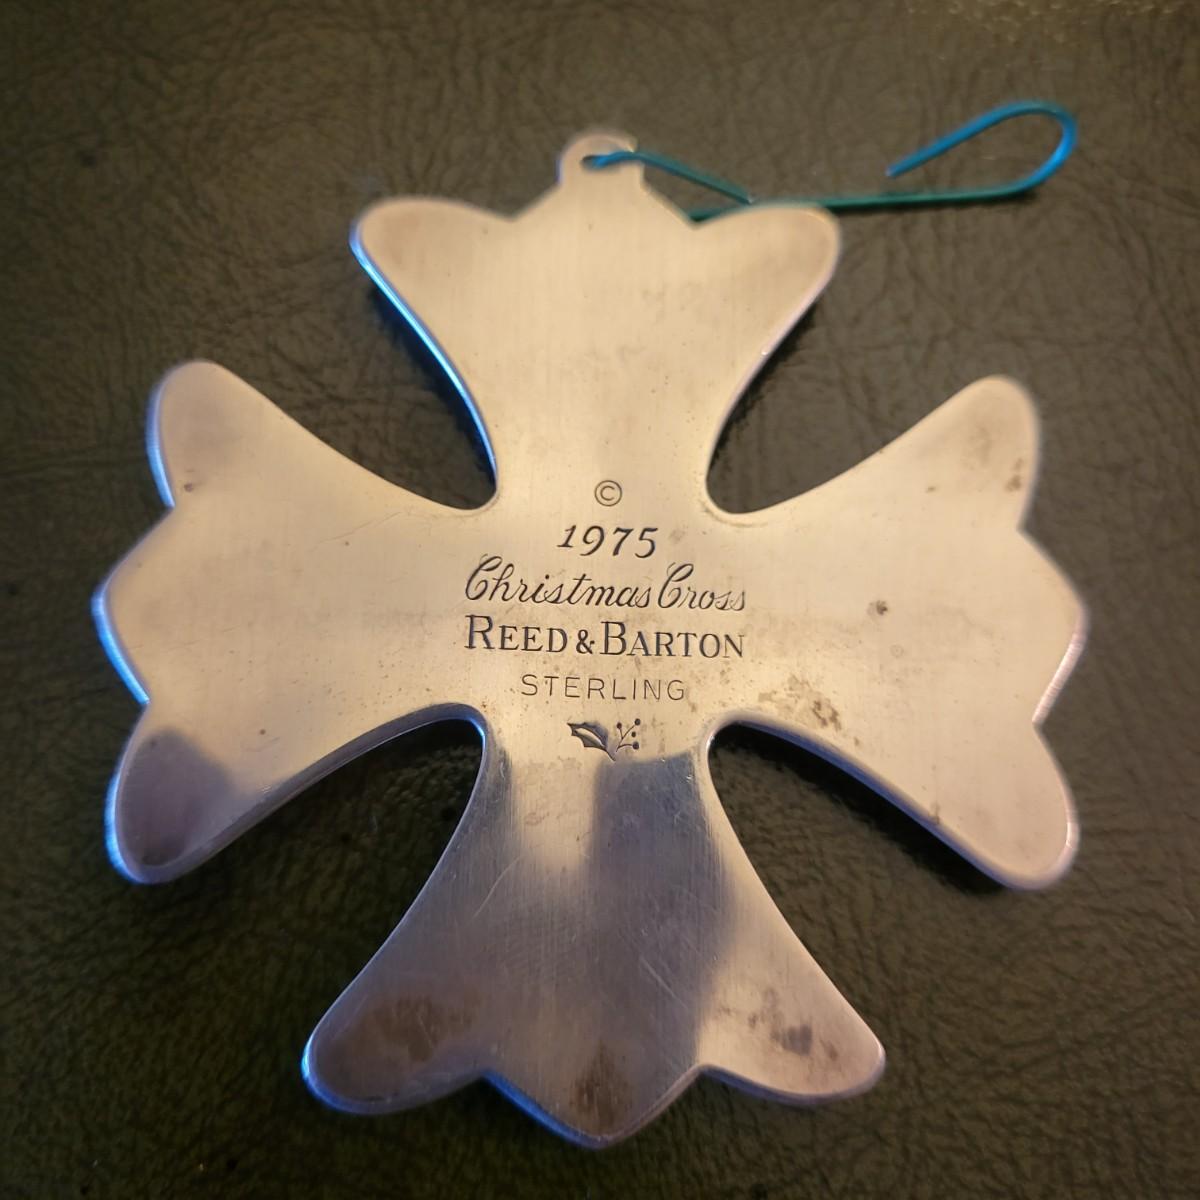 ©
1975
Christmas Cross
REED & BARTON
STERLING